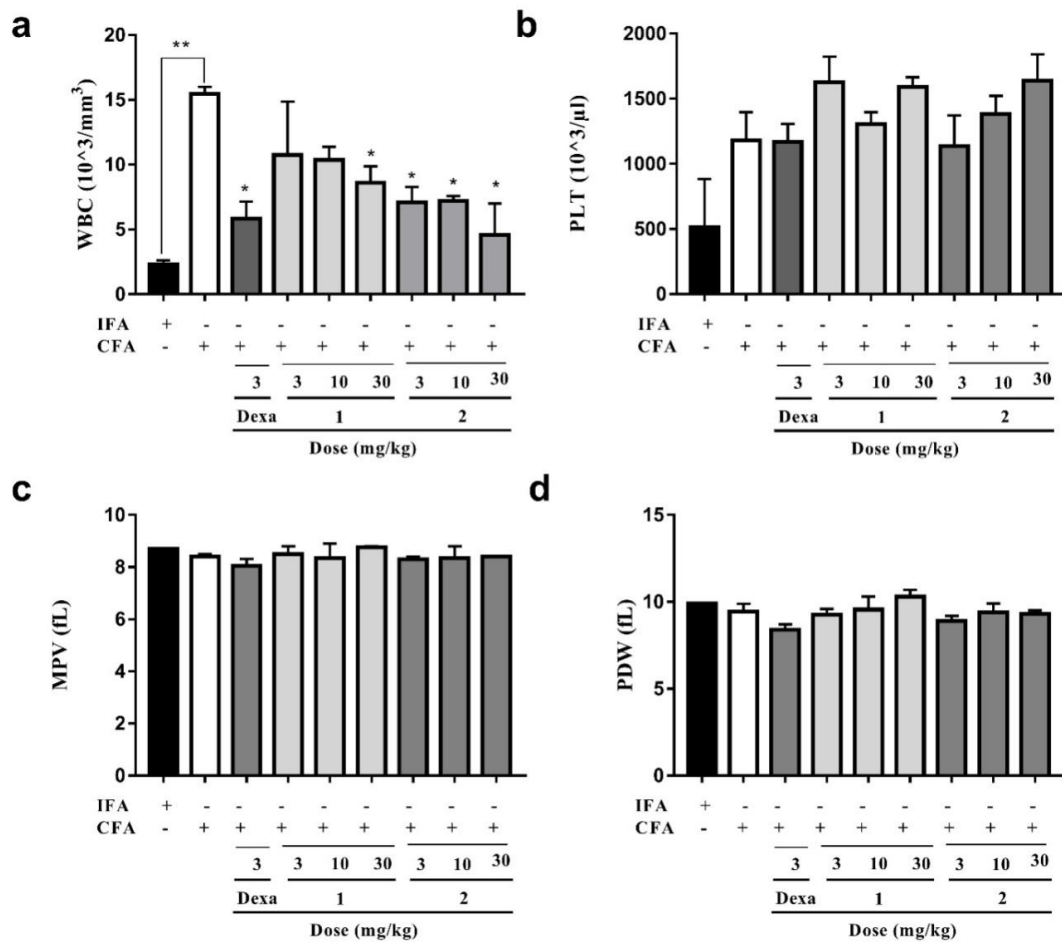 a
20
15
10
5
0
WBC (10^3/mm³)
**
*
*
*
*
*
IFA + - - - - - - - -
CFA - + + + + + + + +
3 3 10 30 3 10 30
Dexa 1 2
Dose (mg/kg)
b
2000
1500
1000
500
0
PLT (10^3/µl)
IFA + - - - - - - - -
CFA - + + + + + + + +
3 3 10 30 3 10 30
Dexa 1 2
Dose (mg/kg)
c
10
8
6
4
2
0
MPV (fL)
IFA + - - - - - - - -
CFA - + + + + + + + +
3 3 10 30 3 10 30
Dexa 1 2
Dose (mg/kg)
d
15
10
5
0
PDW (fL)
IFA + - - - - - - - -
CFA - + + + + + + + +
3 3 10 30 3 10 30
Dexa 1 2
Dose (mg/kg)